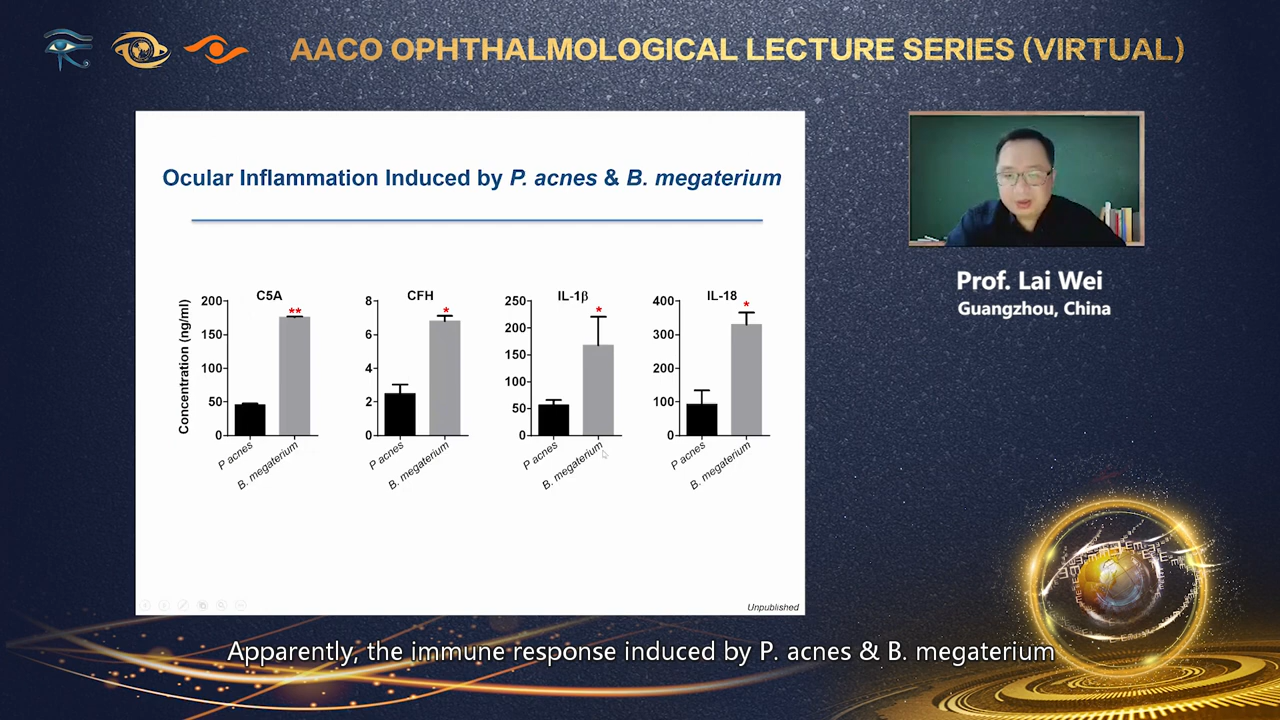 AACO OPHTHALMOLOGICAL LECTURE SERIES (VIRTUAL)
Ocular Inflammation Induced by P. acnes & B. megaterium
Concentration (ng/ml)
C5A
**
200
150
100
50
0
P acnes
B. megaterium
CFH
*
8
6
4
2
0
P acnes
B. megaterium
IL-1β
*
250
200
150
100
50
0
P acnes
B. megaterium
IL-18
*
400
300
200
100
0
P acnes
B. megaterium
Unpublished
Prof. Lai Wei
Guangzhou, China
Apparently, the immune response induced by P. acnes & B. megaterium